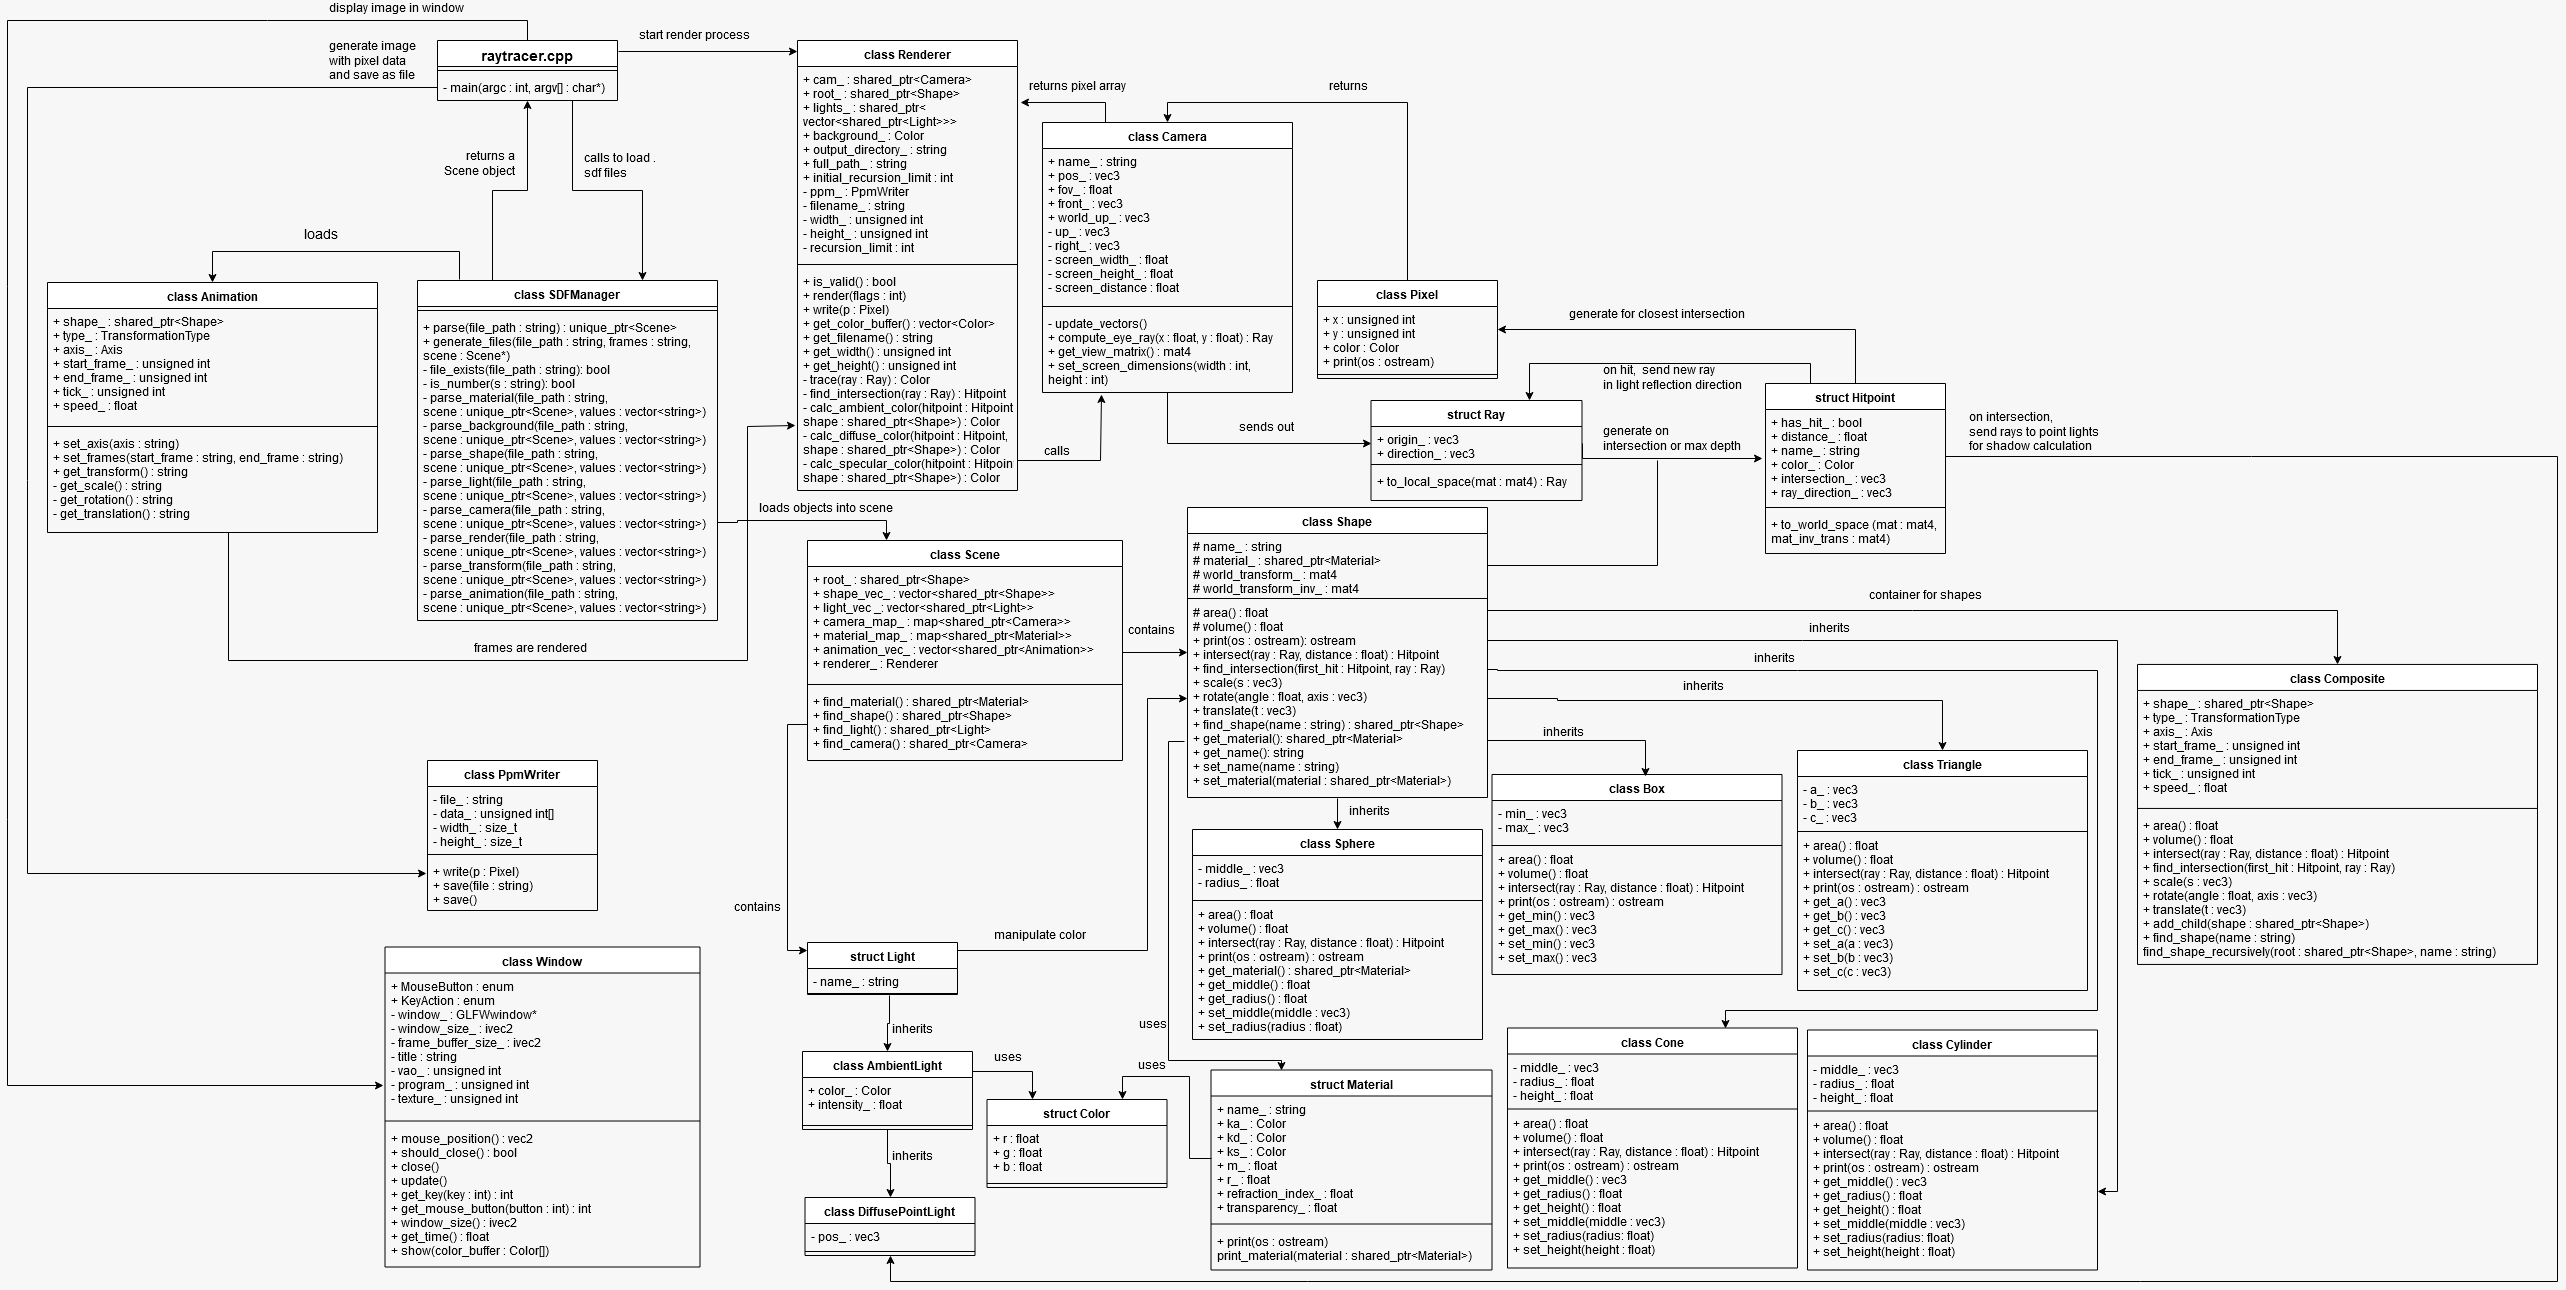 display image in window
generate image
with pixel data
and save as file
raytracer.cpp
- main(argc : int, argv[] : char*)
start render process
returns a
Scene object
calls to load .
sdf files
loads
class Animation
+ shape_ : shared_ptr<Shape>
+ type_ : TransformationType
+ axis_ : Axis
+ start_frame_ : unsigned int
+ end_frame_ : unsigned int
+ tick_ : unsigned int
+ speed_ : float
+ set_axis(axis : string)
+ set_frames(start_frame : string, end_frame : string)
+ get_transform() : string
- get_scale() : string
- get_rotation() : string
- get_translation() : string
class SDFManager
+ parse(file_path : string) : unique_ptr<Scene>
+ generate_files(file_path : string, frames : string,
scene : Scene*)
- file_exists(file_path : string): bool
- is_number(s : string): bool
- parse_material(file_path : string,
scene : unique_ptr<Scene>, values : vector<string>)
- parse_background(file_path : string,
scene : unique_ptr<Scene>, values : vector<string>)
- parse_shape(file_path : string,
scene : unique_ptr<Scene>, values : vector<string>)
- parse_light(file_path : string,
scene : unique_ptr<Scene>, values : vector<string>)
- parse_camera(file_path : string,
scene : unique_ptr<Scene>, values : vector<string>)
- parse_render(file_path : string,
scene : unique_ptr<Scene>, values : vector<string>)
- parse_transform(file_path : string,
scene : unique_ptr<Scene>, values : vector<string>)
- parse_animation(file_path : string,
scene : unique_ptr<Scene>, values : vector<string>)
frames are rendered
class Renderer
+ cam_ : shared_ptr<Camera>
+ root_ : shared_ptr<Shape>
+ lights_ : shared_ptr<
vector<shared_ptr<Light>>>
+ background_ : Color
+ output_directory_ : string
+ full_path_ : string
+ initial_recursion_limit : int
- ppm_ : PpmWriter
- filename_ : string
- width_ : unsigned int
- height_ : unsigned int
- recursion_limit : int
+ is_valid() : bool
+ render(flags : int)
+ write(p : Pixel)
+ get_color_buffer() : vector<Color>
+ get_filename() : string
+ get_width() : unsigned int
+ get_height() : unsigned int
- trace(ray : Ray) : Color
- find_intersection(ray : Ray) : Hitpoint
- calc_ambient_color(hitpoint : Hitpoint
shape : shared_ptr<Shape>) : Color
- calc_diffuse_color(hitpoint : Hitpoint,
shape : shared_ptr<Shape>) : Color
- calc_specular_color(hitpoint : Hitpoin
shape : shared_ptr<Shape>) : Color
returns pixel array
calls
class Camera
+ name_ : string
+ pos_ : vec3
+ fov_ : float
+ front_ : vec3
+ world_up_ : vec3
- up_ : vec3
- right_ : vec3
- screen_width_ : float
- screen_height_ : float
- screen_distance : float
- update_vectors()
+ compute_eye_ray(x : float, y : float) : Ray
+ get_view_matrix() : mat4
+ set_screen_dimensions(width : int,
height : int)
returns
sends out
class Pixel
+ x : unsigned int
+ y : unsigned int
+ color : Color
+ print(os : ostream)
generate for closest intersection
on hit, send new ray
in light reflection direction
struct Ray
+ origin_ : vec3
+ direction_ : vec3
+ to_local_space(mat : mat4) : Ray
generate on
intersection or max depth
struct Hitpoint
+ has_hit_ : bool
+ distance_ : float
+ name_ : string
+ color_ : Color
+ intersection_ : vec3
+ ray_direction_ : vec3
+ to_world_space (mat : mat4,
mat_inv_trans : mat4)
on intersection,
send rays to point lights
for shadow calculation
loads objects into scene
class Scene
+ root_ : shared_ptr<Shape>
+ shape_vec_ : vector<shared_ptr<Shape>>
+ light_vec_ : vector<shared_ptr<Light>>
+ camera_map_ : map<shared_ptr<Camera>>
+ material_map_ : map<shared_ptr<Material>>
+ animation_vec_ : vector<shared_ptr<Animation>>
+ renderer_ : Renderer
+ find_material() : shared_ptr<Material>
+ find_shape() : shared_ptr<Shape>
+ find_light() : shared_ptr<Light>
+ find_camera() : shared_ptr<Camera>
contains
class Shape
# name_ : string
# material_ : shared_ptr<Material>
# world_transform_ : mat4
# world_transform_inv_ : mat4
# area() : float
# volume() : float
+ print(os : ostream): ostream
+ intersect(ray : Ray, distance : float) : Hitpoint
+ find_intersection(first_hit : Hitpoint, ray : Ray)
+ scale(s : vec3)
+ rotate(angle : float, axis : vec3)
+ translate(t : vec3)
+ find_shape(name : string) : shared_ptr<Shape>
+ get_material(): shared_ptr<Material>
+ get_name(): string
+ set_name(name : string)
+ set_material(material : shared_ptr<Material>)
container for shapes
inherits
inherits
inherits
inherits
inherits
class Composite
+ shape_ : shared_ptr<Shape>
+ type_ : TransformationType
+ axis_ : Axis
+ start_frame_ : unsigned int
+ end_frame_ : unsigned int
+ tick_ : unsigned int
+ speed_ : float
+ area() : float
+ volume() : float
+ intersect(ray : Ray, distance : float) : Hitpoint
+ find_intersection(first_hit : Hitpoint, ray : Ray)
+ scale(s : vec3)
+ rotate(angle : float, axis : vec3)
+ translate(t : vec3)
+ add_child(shape : shared_ptr<Shape>)
+ find_shape(name : string)
find_shape_recursively(root : shared_ptr<Shape>, name : string)
class Triangle
- a_ : vec3
- b_ : vec3
- c_ : vec3
+ area() : float
+ volume() : float
+ intersect(ray : Ray, distance : float) : Hitpoint
+ print(os : ostream) : ostream
+ get_a() : vec3
+ get_b() : vec3
+ get_c() : vec3
+ set_a(a : vec3)
+ set_b(b : vec3)
+ set_c(c : vec3)
class Box
- min_ : vec3
- max_ : vec3
+ area() : float
+ volume() : float
+ intersect(ray : Ray, distance : float) : Hitpoint
+ print(os : ostream) : ostream
+ get_min() : vec3
+ get_max() : vec3
+ set_min() : vec3
+ set_max() : vec3
class Sphere
- middle_ : vec3
- radius_ : float
+ area() : float
+ volume() : float
+ intersect(ray : Ray, distance : float) : Hitpoint
+ print(os : ostream) : ostream
+ get_material() : shared_ptr<Material>
+ get_middle() : float
+ get_radius() : float
+ set_middle(middle : vec3)
+ set_radius(radius : float)
class PpmWriter
- file_ : string
- data_ : unsigned int[]
- width_ : size_t
- height_ : size_t
+ write(p : Pixel)
+ save(file : string)
+ save()
contains
manipulate color
struct Light
- name_ : string
inherits
class Window
+ MouseButton : enum
+ KeyAction : enum
- window_ : GLFWwindow*
- window_size_ : ivec2
- frame_buffer_size_ : ivec2
- title : string
- vao_ : unsigned int
- program_ : unsigned int
- texture_ : unsigned int
+ mouse_position() : vec2
+ should_close() : bool
+ close()
+ update()
+ get_key(key : int) : int
+ get_mouse_button(button : int) : int
+ window_size() : ivec2
+ get_time() : float
+ show(color_buffer : Color[])
class AmbientLight
+ color_ : Color
+ intensity_ : float
inherits
class DiffusePointLight
- pos_ : vec3
uses
uses
uses
struct Color
+ r : float
+ g : float
+ b : float
struct Material
+ name_ : string
+ ka_ : Color
+ kd_ : Color
+ ks_ : Color
+ m_ : float
+ r_ : float
+ refraction_index_ : float
+ transparency_ : float
+ print(os : ostream)
print_material(material : shared_ptr<Material>)
class Cone
- middle_ : vec3
- radius_ : float
- height_ : float
+ area() : float
+ volume() : float
+ intersect(ray : Ray, distance : float) : Hitpoint
+ print(os : ostream) : ostream
+ get_middle() : vec3
+ get_radius() : float
+ get_height() : float
+ set_middle(middle : vec3)
+ set_radius(radius : float)
+ set_height(height : float)
class Cylinder
- middle_ : vec3
- radius_ : float
- height_ : float
+ area() : float
+ volume() : float
+ intersect(ray : Ray, distance : float) : Hitpoint
+ print(os : ostream) : ostream
+ get_middle() : vec3
+ get_radius() : float
+ get_height() : float
+ set_middle(middle : vec3)
+ set_radius(radius: float)
+ set_height(height : float)